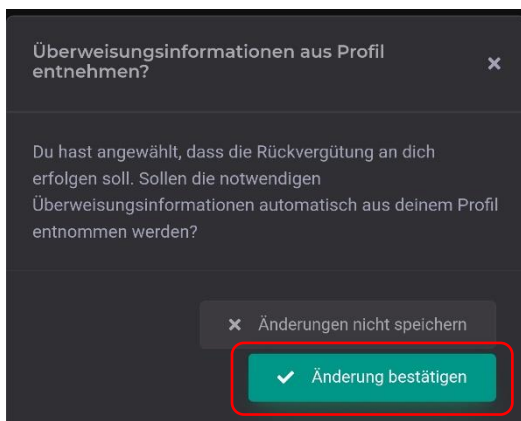 Überweisungsinformationen aus Profil
entnehmen?
Du hast angewählt, dass die Rückvergütung an dich
erfolgen soll. Sollen die notwendigen
Überweisungsinformationen automatisch aus deinem Profil
entnommen werden?
Änderungen nicht speichern
Änderung bestätigen